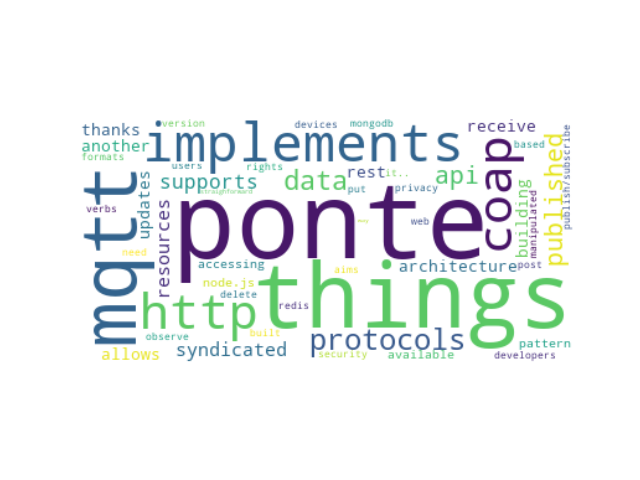 version
devices
mongodb
thanks
implements
receive
another
based
formats
users
rights
rest
it..
api
coap
published
publish/subscribe
supports
data
straightforward
put
privacy
mqtt
updates
resources
verbs
ponte
web
building
manipulated
need
accessing
aims
architecture
post
node.js
things
delete
http
redis
observe
built
protocols
pattern
allows
syndicated
security
available
developers